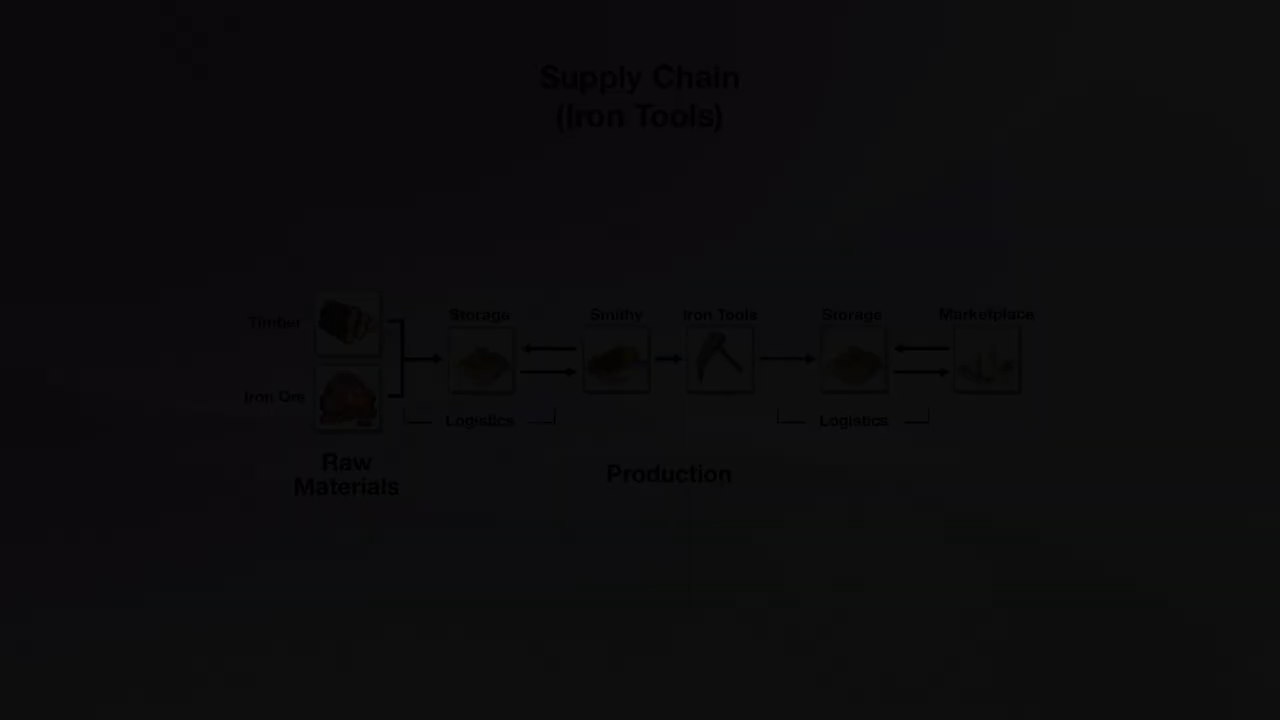 Supply Chain
(Iron Tools)
Timber
Iron Ore
Storage
Smithy
Iron Tools
Storage
Marketplace
Logistics
Logistics
Raw
Materials
Production